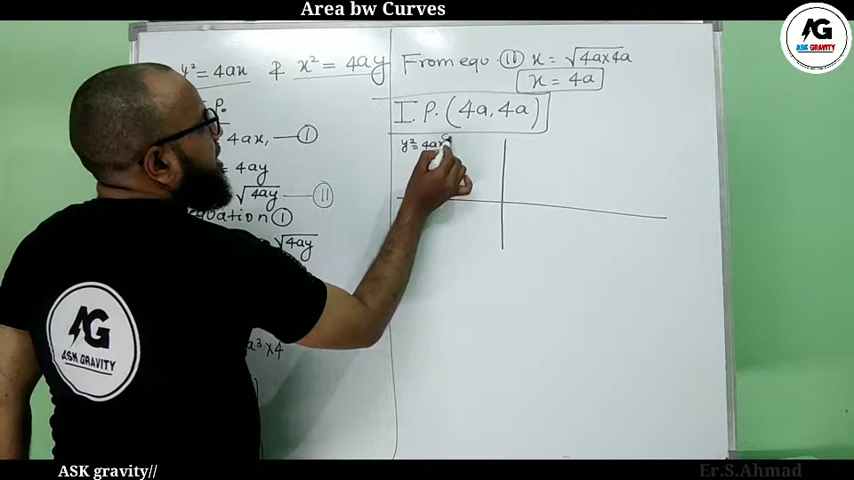 Area bw Curves
y² = 4ax & x² = 4ay
P.
4ax, — I
4ay
√4ay — II
equation I
= √4ay
a³ x 4
From equ. II x = √4ax4a
x = 4a
I. P. (4a, 4a)
y² = 4ax
AG
ASK GRAVITY
AG
ASK GRAVITY
ASK gravity//
Er.S.Ahmad